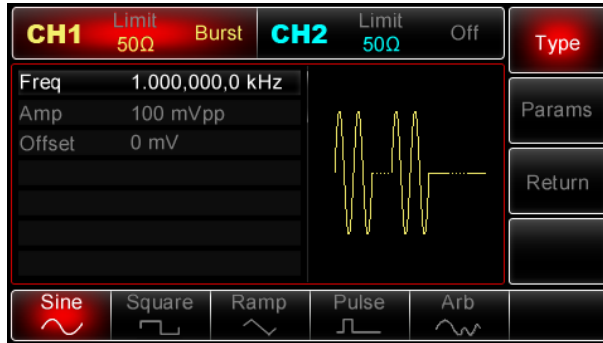 CH1 Limit 50Ω Burst CH2 Limit 50Ω Off
Type
Freq 1.000,000,0 kHz
Amp 100 mVpp
Offset 0 mV
Params
Return
Sine Square Ramp Pulse Arb